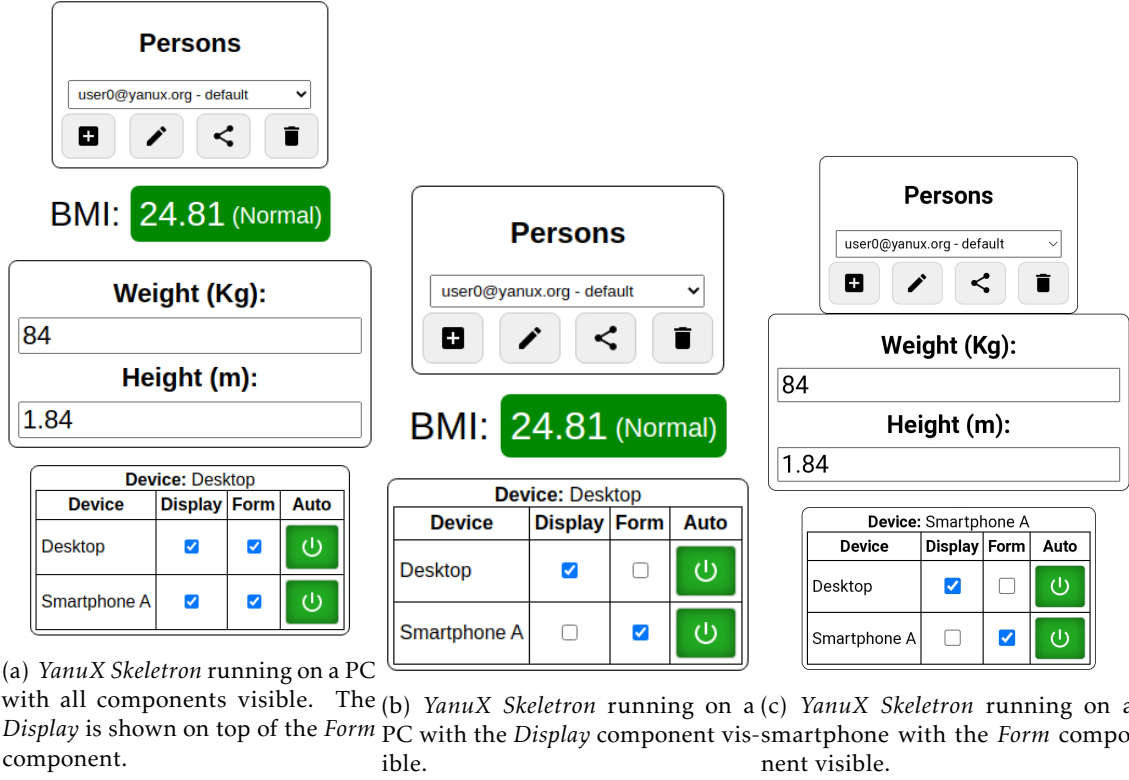 Persons
user0@yanux.org - default
BMI: 24.81 (Normal)
Weight (Kg):
84
Height (m):
1.84
Device: Desktop
Device Display Form Auto
Desktop
Smartphone A
(a) YanuX Skeletron running on a PC
with all components visible. The
Display is shown on top of the Form
component.
Persons
user0@yanux.org - default
BMI: 24.81 (Normal)
Device: Desktop
Device Display Form Auto
Desktop
Smartphone A
(b) YanuX Skeletron running on a
PC with the Display component vis-
ible.
Persons
user0@yanux.org - default
Weight (Kg):
84
Height (m):
1.84
Device: Smartphone A
Device Display Form Auto
Desktop
Smartphone A
(c) YanuX Skeletron running on a
smartphone with the Form compo
nent visible.